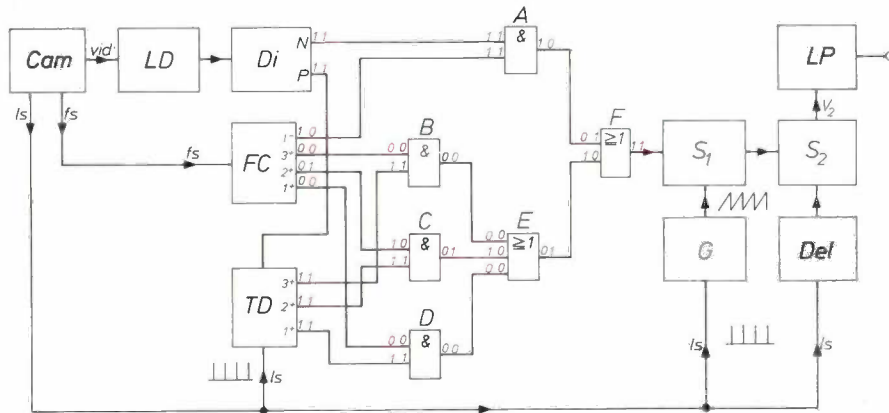 Cam
vid.
LD
Di
N 1 1
P 1 1
ls
fs
fs
FC
1⁻ 1 0
3⁺ 0 0
2⁺ 0 1
1⁺ 0 0
TD
3⁺ 1 1
2⁺ 1 1
1⁺ 1 1
ls
A
1 1
1 1
&
1 0
B
0 0
1 1
&
0 0
C
1 0
1 1
&
0 1
D
0 0
1 1
&
0 0
E
0 0
1 0
0 0
≧1
0 1
F
0 1
1 0
≧1
1 1
S₁
S₂
V₂
LP
G
Del
ls
ls